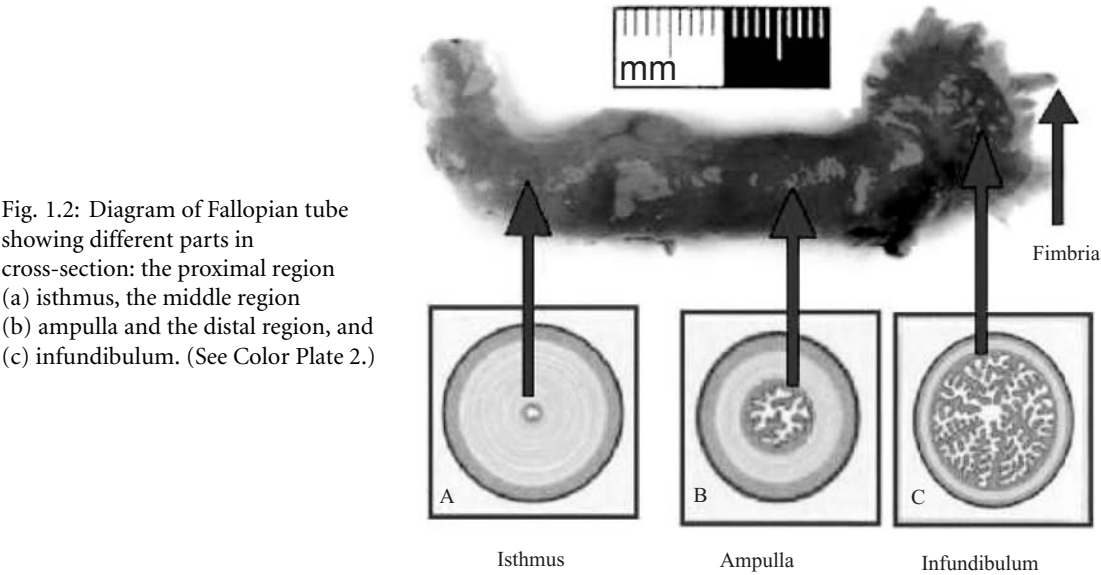 Fig. 1.2: Diagram of Fallopian tube
showing different parts in
cross-section: the proximal region
(a) isthmus, the middle region
(b) ampulla and the distal region, and
(c) infundibulum. (See Color Plate 2.)
mm
Fimbria
A
B
C
Isthmus
Ampulla
Infundibulum